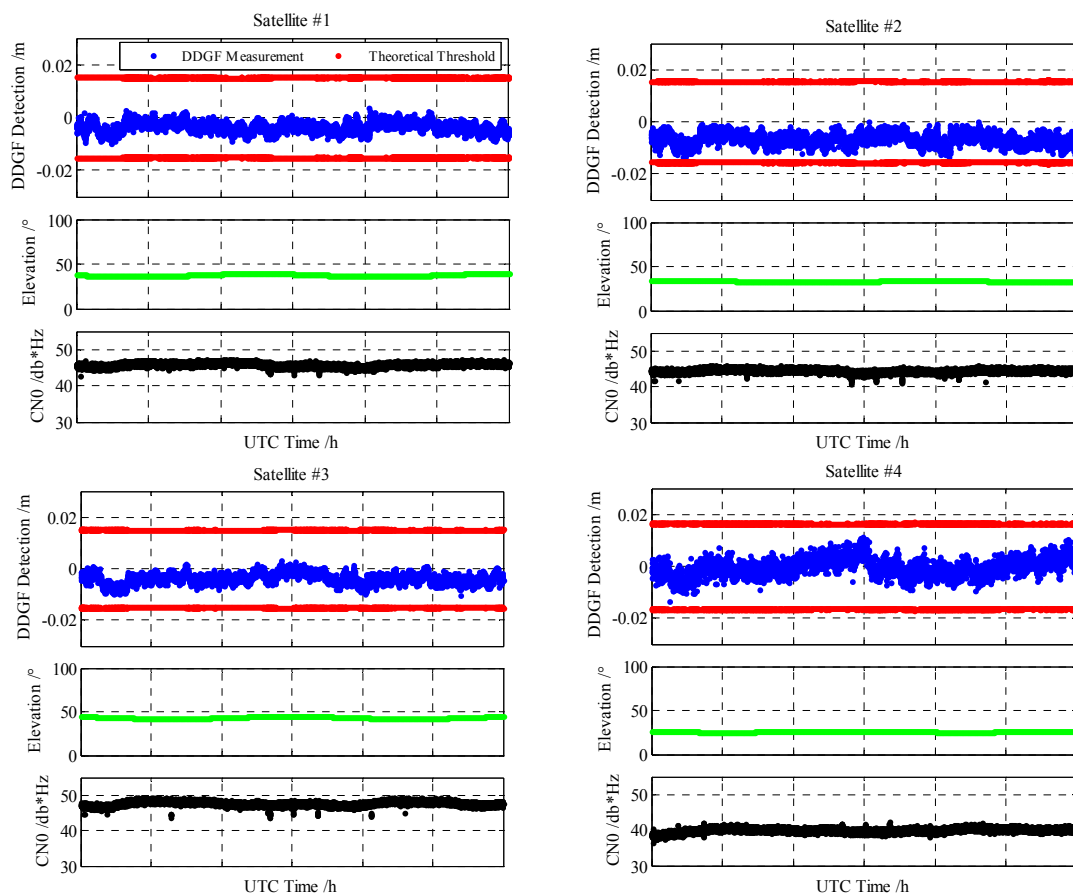 Satellite #1
DDGF Measurement
Theoretical Threshold
DDGF Detection /m
0.02
0
-0.02
Elevation /°
100
50
0
CN0 /db*Hz
50
40
30
UTC Time /h
Satellite #2
DDGF Detection /m
0.02
0
-0.02
Elevation /°
100
50
0
CN0 /db*Hz
50
40
30
UTC Time /h
Satellite #3
DDGF Detection /m
0.02
0
-0.02
Elevation /°
100
50
0
CN0 /db*Hz
50
40
30
UTC Time /h
Satellite #4
DDGF Detection /m
0.02
0
-0.02
Elevation /°
100
50
0
CN0 /db*Hz
50
40
30
UTC Time /h